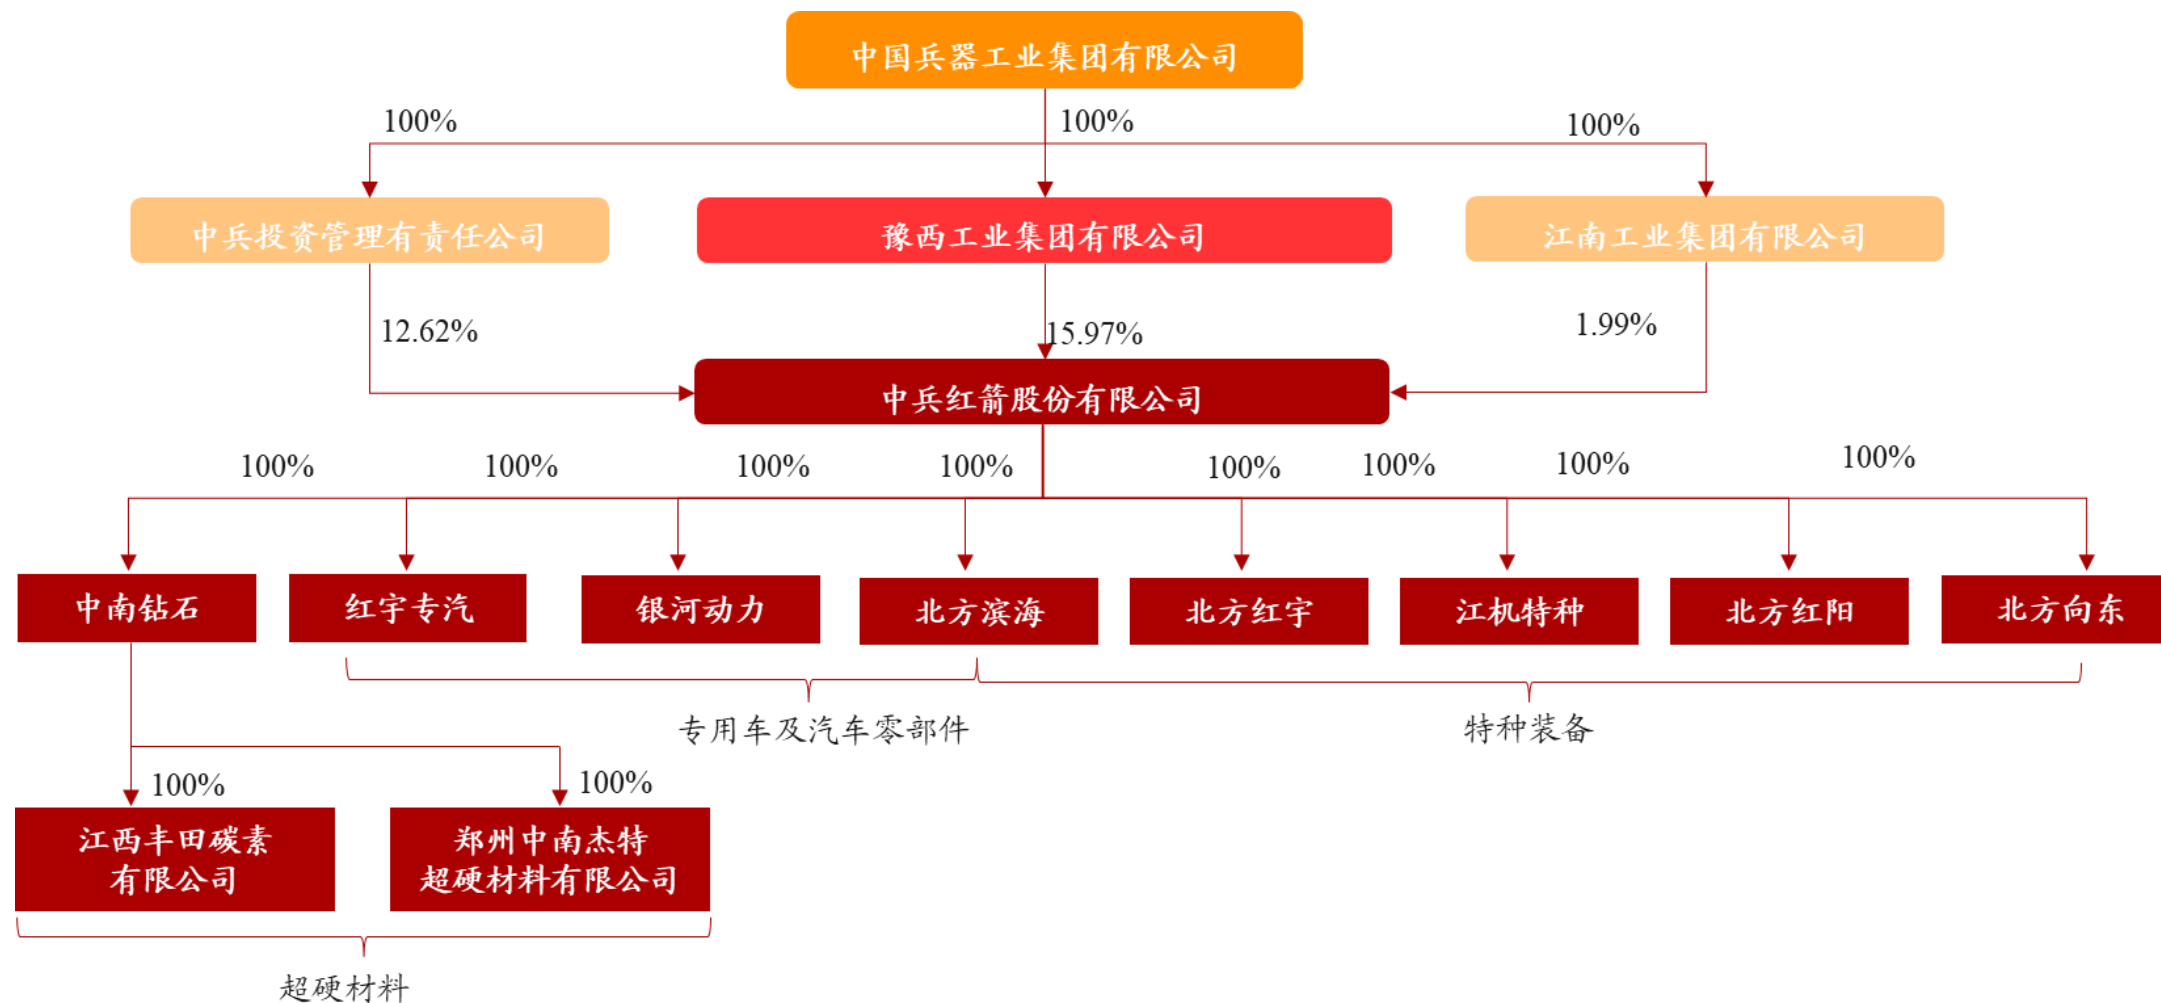 中国兵器工业集团有限公司
100%
100%
100%
中兵投资管理有责任公司
豫西工业集团有限公司
江南工业集团有限公司
12.62%
15.97%
1.99%
中兵红箭股份有限公司
100%
100%
100%
100%
100%
100%
100%
100%
中南钻石
红宇专汽
银河动力
北方滨海
北方红宇
江机特种
北方红阳
北方向东
专用车及汽车零部件
特种装备
100%
100%
江西丰田碳素
有限公司
郑州中南杰特
超硬材料有限公司
超硬材料